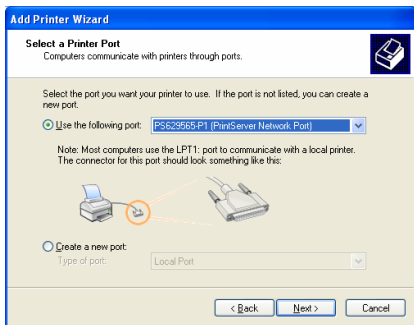 Add Printer Wizard
Select a Printer Port
Computers communicate with printers through ports.
Select the port you want your printer to use. If the port is not listed, you can create a
new port.
Use the following port: PS629565-P1 (PrintServer Network Port)
Note: Most computers use the LPT1: port to communicate with a local printer.
The connector for this port should look something like this:
Create a new port:
Type of port: Local Port
< Back Next > Cancel